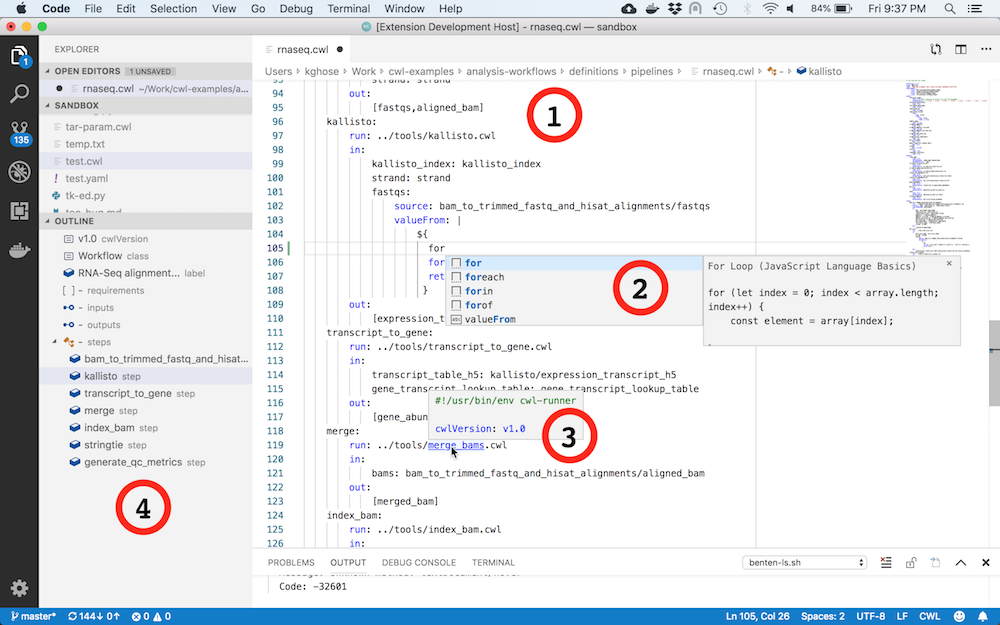 Code File Edit Selection View Go Debug Terminal Window Help 84% Fri 9:37 PM
[Extension Development Host] - rnaseq.cwl — sandbox
EXPLORER
OPEN EDITORS 1 UNSAVED
rnaseq.cwl ~/Work/cwl-examples/a...
SANDBOX
tar-param.cwl
temp.txt
test.cwl
! test.yaml
tk-ed.py
OUTLINE
v1.0 cwlVersion
Workflow class
RNA-Seq alignment... label
[ ] - requirements
- inputs
- outputs
- steps
bam_to_trimmed_fastq_and_hisat...
kallisto step
transcript_to_gene step
merge step
index_bam step
stringtie step
generate_qc_metrics step
4
1
135
rnaseq.cwl
Users › kghose › Work › cwl-examples › analysis-workflows › definitions › pipelines › rnaseq.cwl › - › kallisto
93 strand: strand
94 out:
95 [fastqs,aligned_bam]
96 kallisto:
97 run: ../tools/kallisto.cwl
98 in:
99 kallisto_index: kallisto_index
100 strand: strand
101 fastqs:
102 source: bam_to_trimmed_fastq_and_hisat_alignments/fastqs
103 valueFrom: |
104 ${
105 for
106 for
107 ret
108 }
109 out:
110 [expression_t
111 transcript_to_gene:
112 run: ../tools/transcript_to_gene.cwl
113 in:
114 transcript_table_h5: kallisto/expression_transcript_h5
115 gene_transcript_lookup_table: gene_transcript_lookup_table
116 out:
117 [gene_abun
118 merge:
119 run: ../tools/merge_bams.cwl
120 in:
121 bams: bam_to_trimmed_fastq_and_hisat_alignments/aligned_bam
122 out:
123 [merged_bam]
124 index_bam:
125 run: ../tools/index_bam.cwl
126 in:
1
for
foreach
forin
forof
abc valueFrom
2
For Loop (JavaScript Language Basics) ×
for (let index = 0; index < array.length;
index++) {
const element = array[index];
#!/usr/bin/env cwl-runner
cwlVersion: v1.0
3
PROBLEMS OUTPUT DEBUG CONSOLE TERMINAL benten-ls.sh
Code: -32601
master* 144↓ 0↑ 0 0 Ln 105, Col 26 Spaces: 2 UTF-8 LF CWL